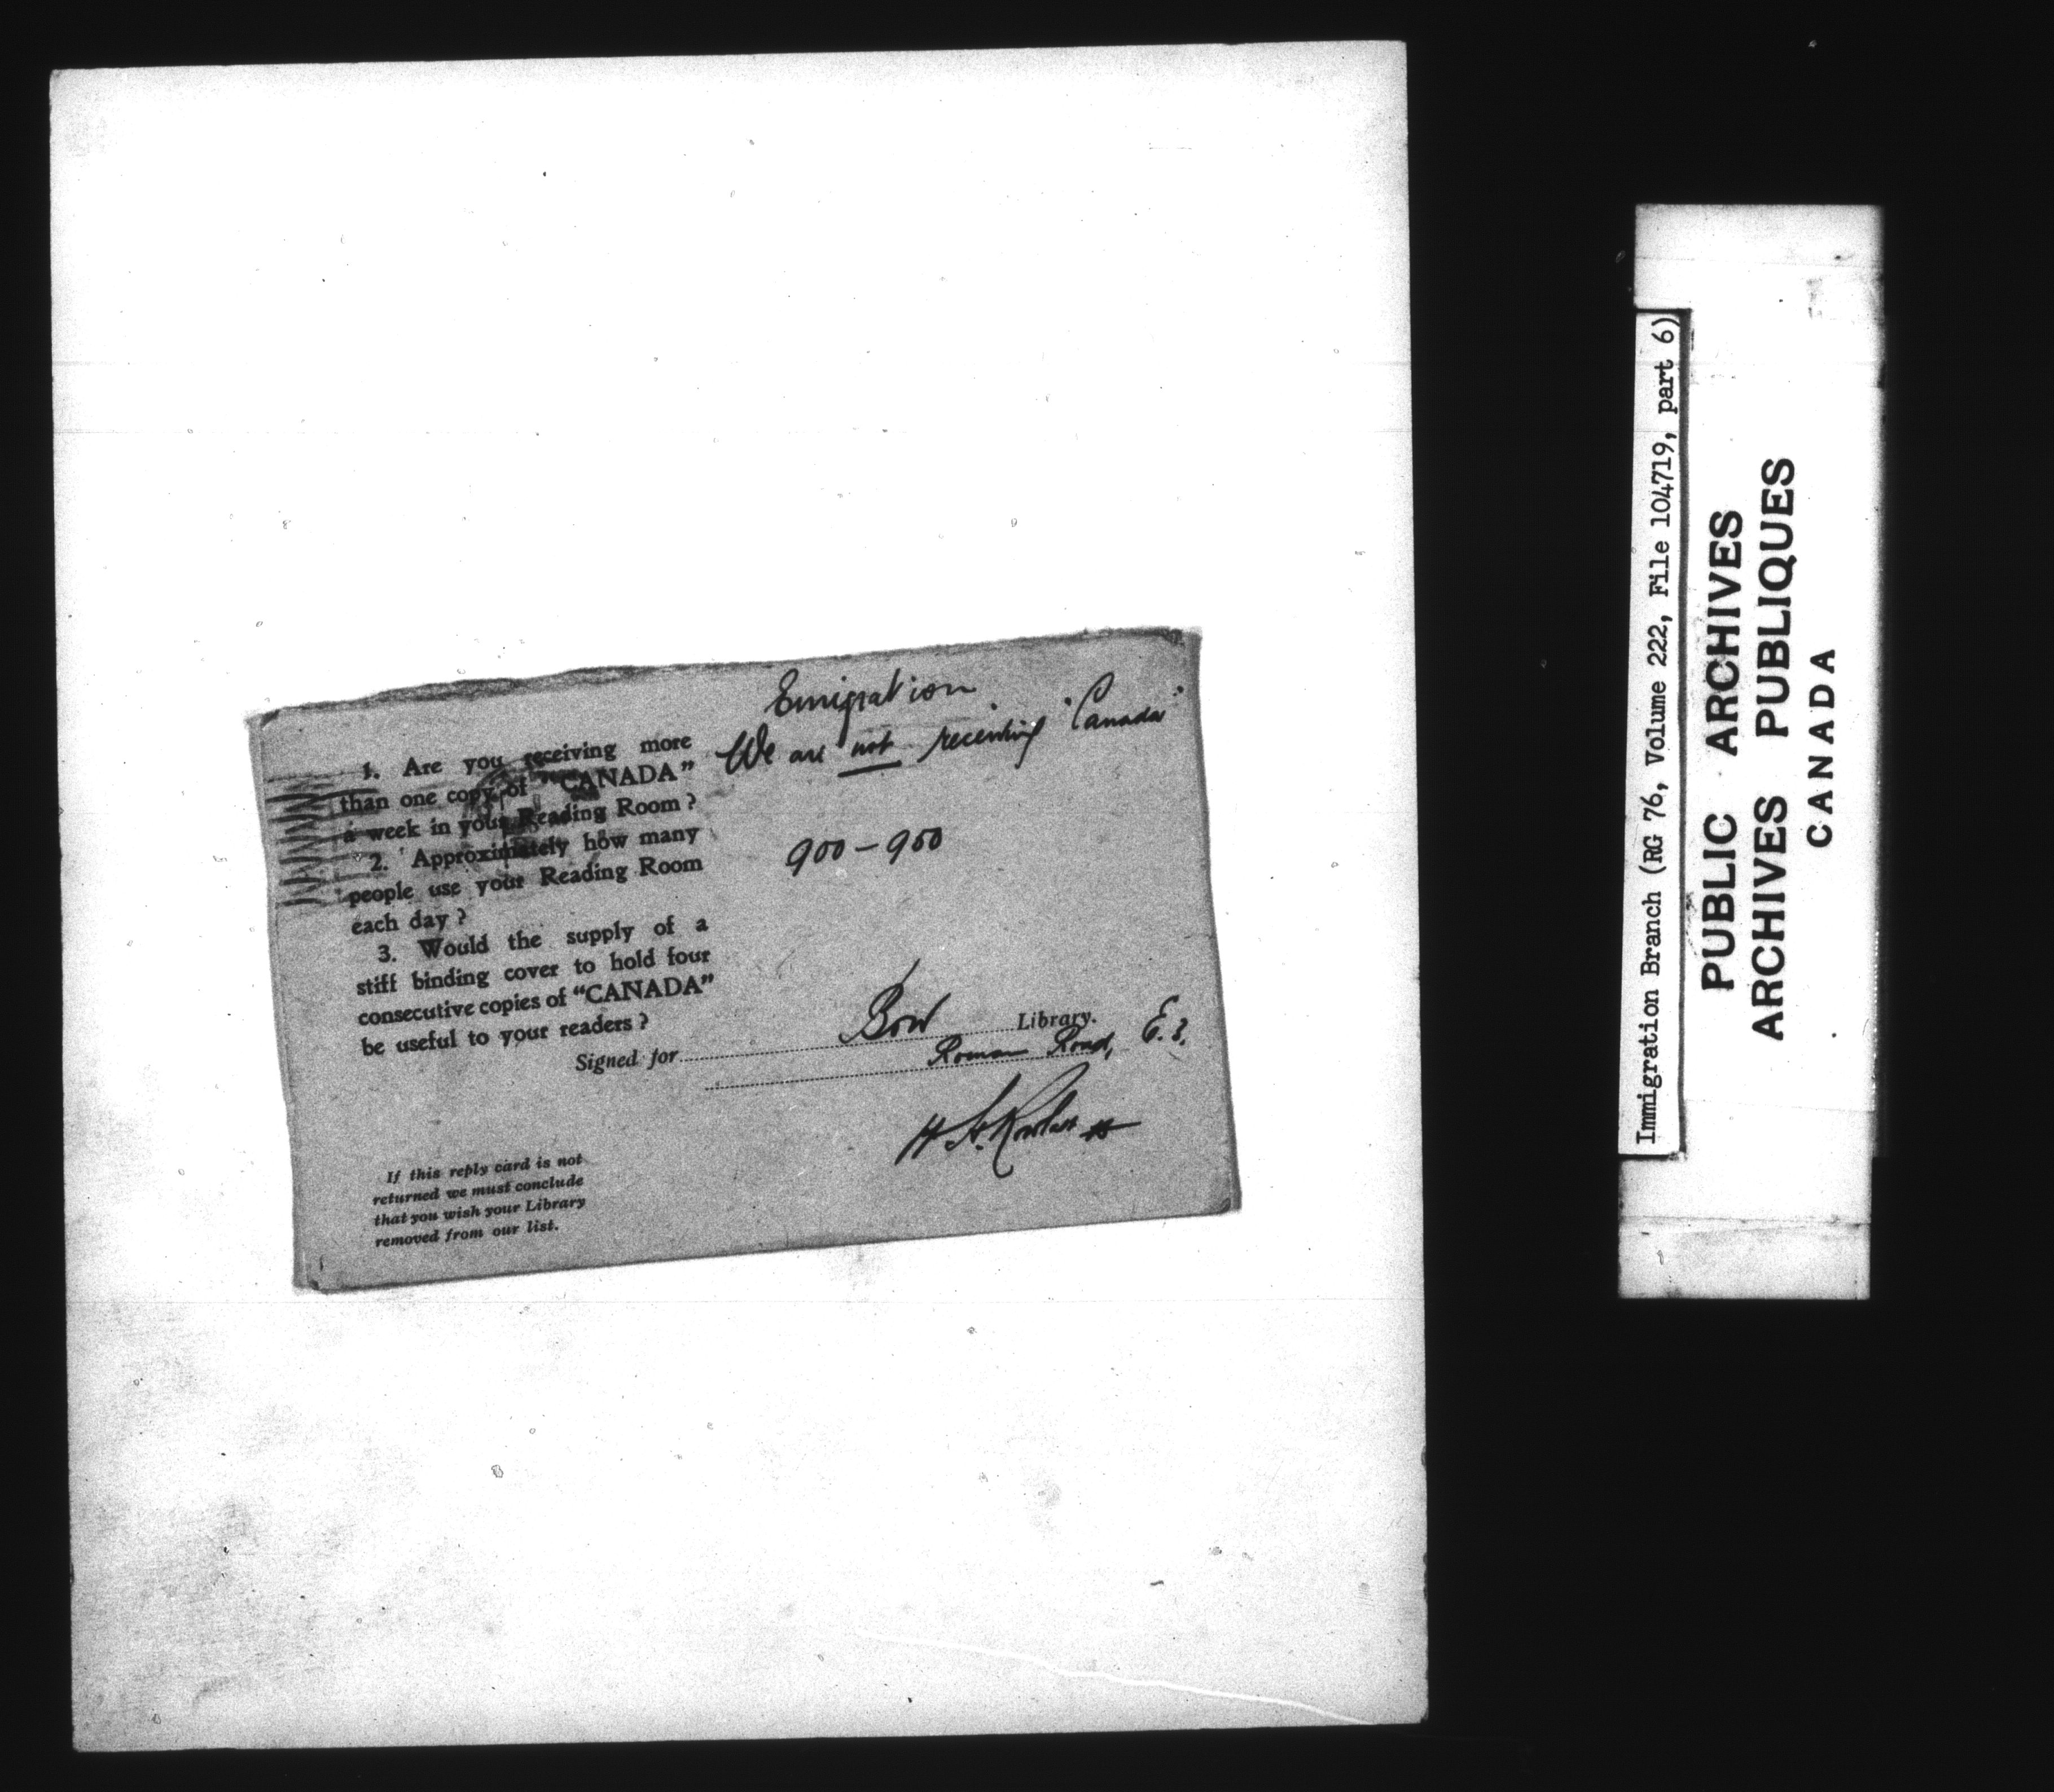 Emigration
1. Are you receiving more
than one copy of "CANADA"
a week in your Reading Room ?
We are not receiving "Canada"
2. Approximately how many
people use your Reading Room
each day ?
900 - 950
3. Would the supply of a
stiff binding cover to hold four
consecutive copies of "CANADA"
be useful to your readers ?
Signed for Bow Library.
Roman Road, E.3.
If this reply card is not
returned we must conclude
that you wish your Library
removed from our list.
Immigration Branch (RG 76, Volume 222, File 104719, part 6)
PUBLIC ARCHIVES
ARCHIVES PUBLIQUES
CANADA